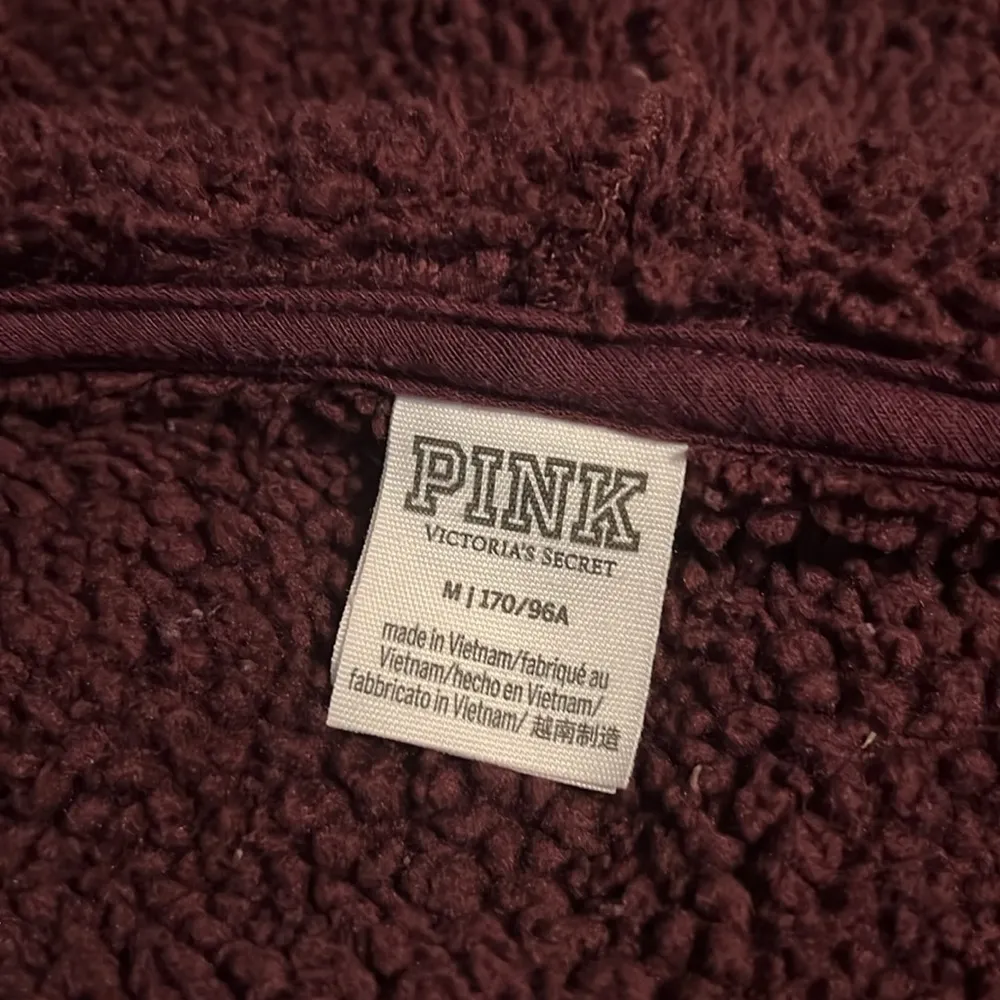 PINK
VICTORIA'S SECRET
M | 170/96A
made in Vietnam/fabriqué au
Vietnam/hecho en Vietnam/
fabbricato in Vietnam/ 越南制造